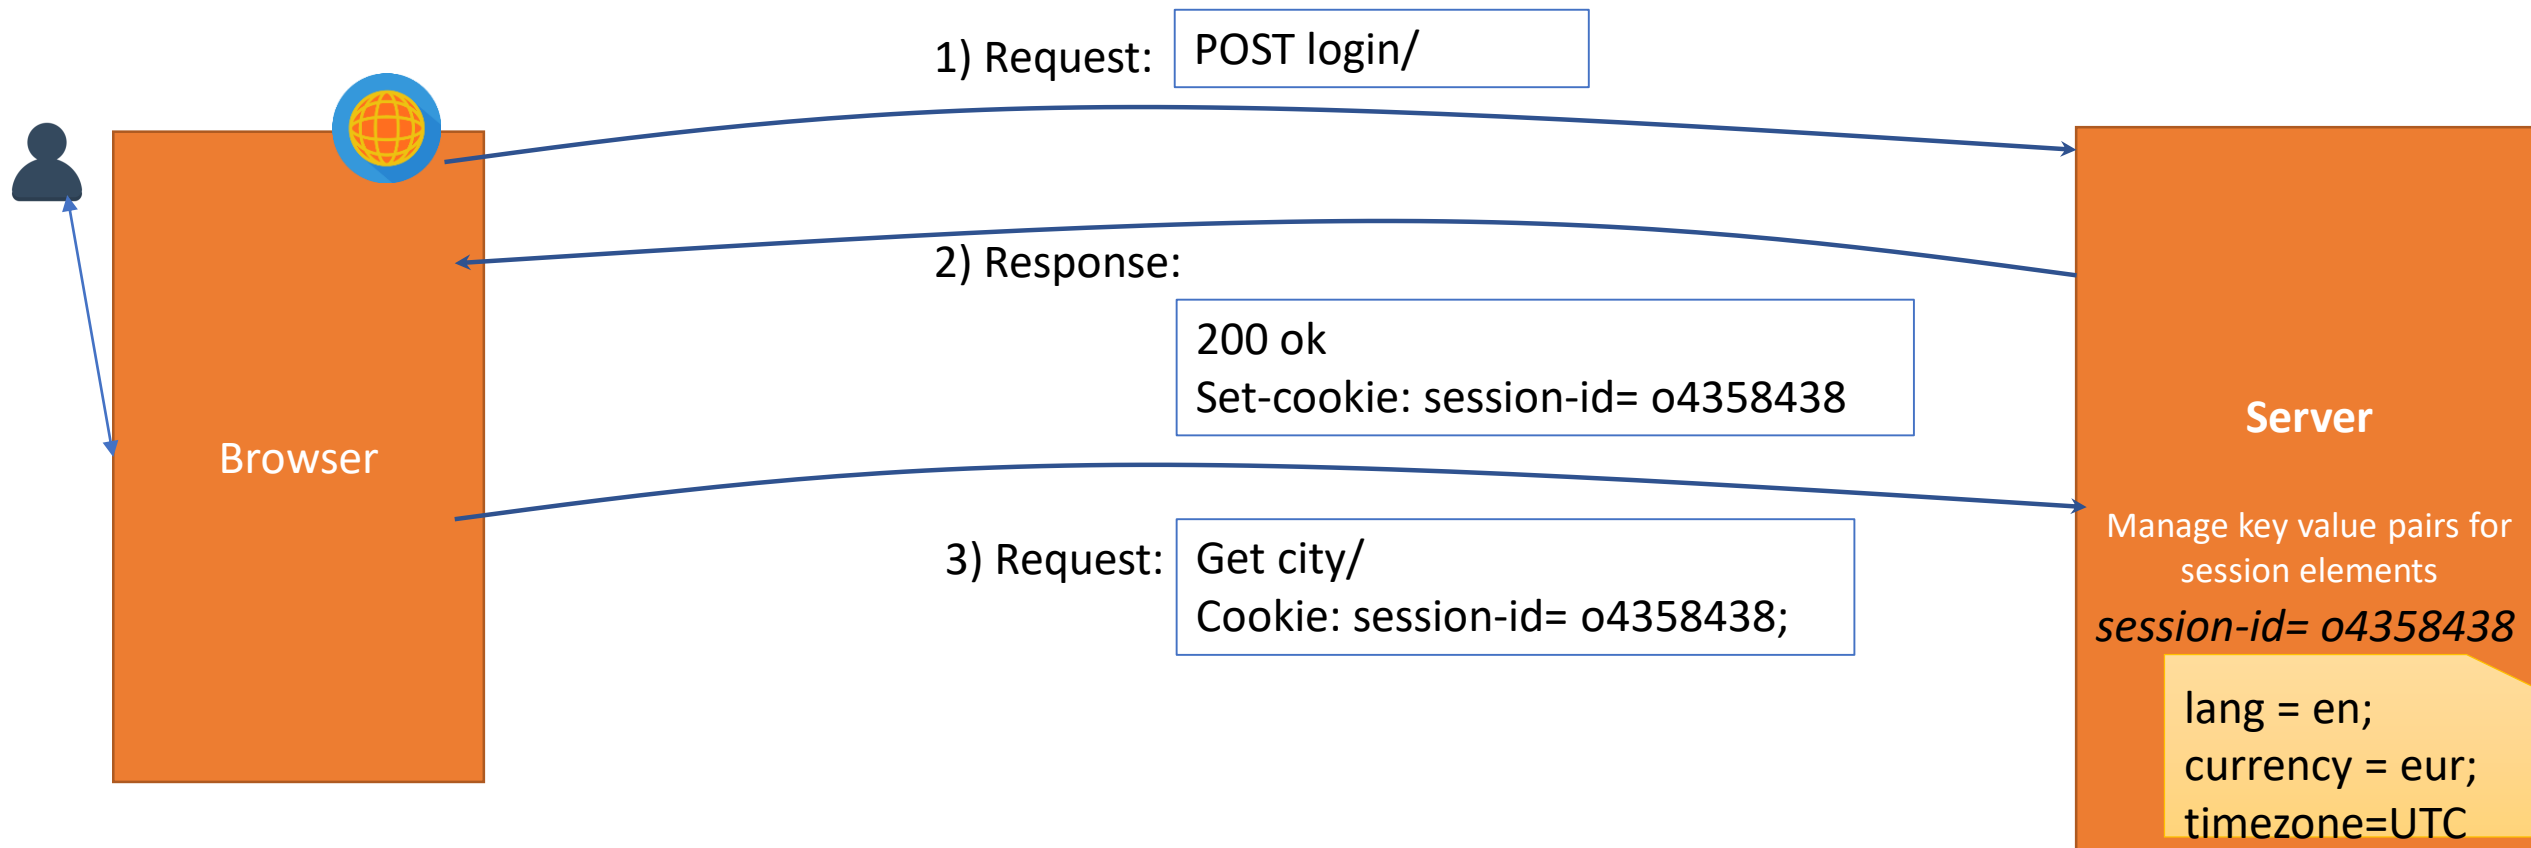 1) Request:
POST login/
2) Response:
200 ok
Set-cookie: session-id= o4358438
Browser
3) Request:
Get city/
Cookie: session-id= o4358438;
Server
Manage key value pairs for
session elements
session-id= o4358438
lang = en;
currency = eur;
timezone=UTC